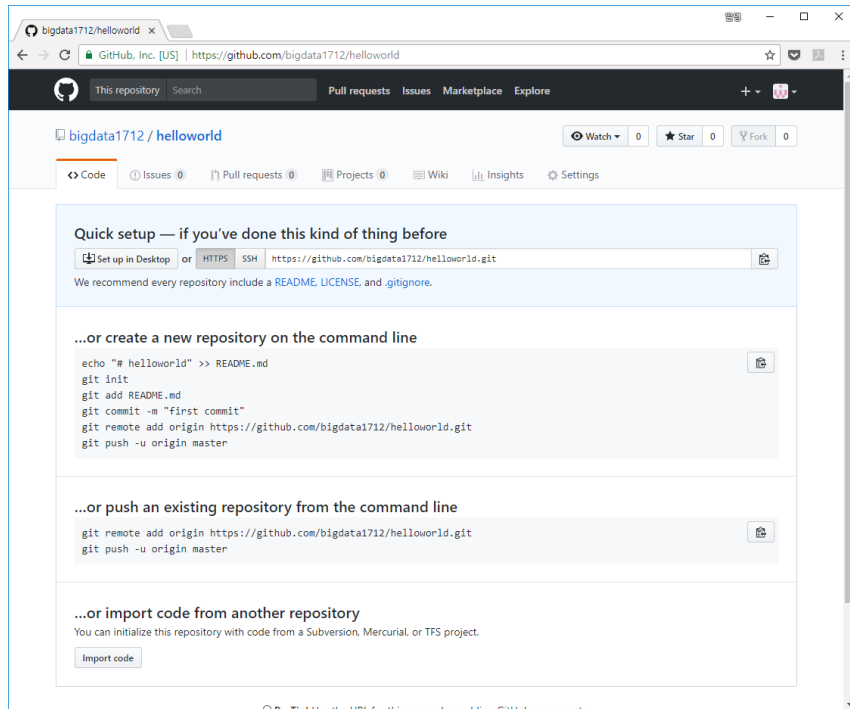 bigdata1712/helloworld
GitHub, Inc. [US] | https://github.com/bigdata1712/helloworld
This repository Search Pull requests Issues Marketplace Explore
bigdata1712 / helloworld Watch 0 Star 0 Fork 0
Code Issues 0 Pull requests 0 Projects 0 Wiki Insights Settings
Quick setup — if you've done this kind of thing before
Set up in Desktop or HTTPS SSH https://github.com/bigdata1712/helloworld.git
We recommend every repository include a README, LICENSE, and .gitignore.
...or create a new repository on the command line
echo "# helloworld" >> README.md
git init
git add README.md
git commit -m "first commit"
git remote add origin https://github.com/bigdata1712/helloworld.git
git push -u origin master
...or push an existing repository from the command line
git remote add origin https://github.com/bigdata1712/helloworld.git
git push -u origin master
...or import code from another repository
You can initialize this repository with code from a Subversion, Mercurial, or TFS project.
Import code